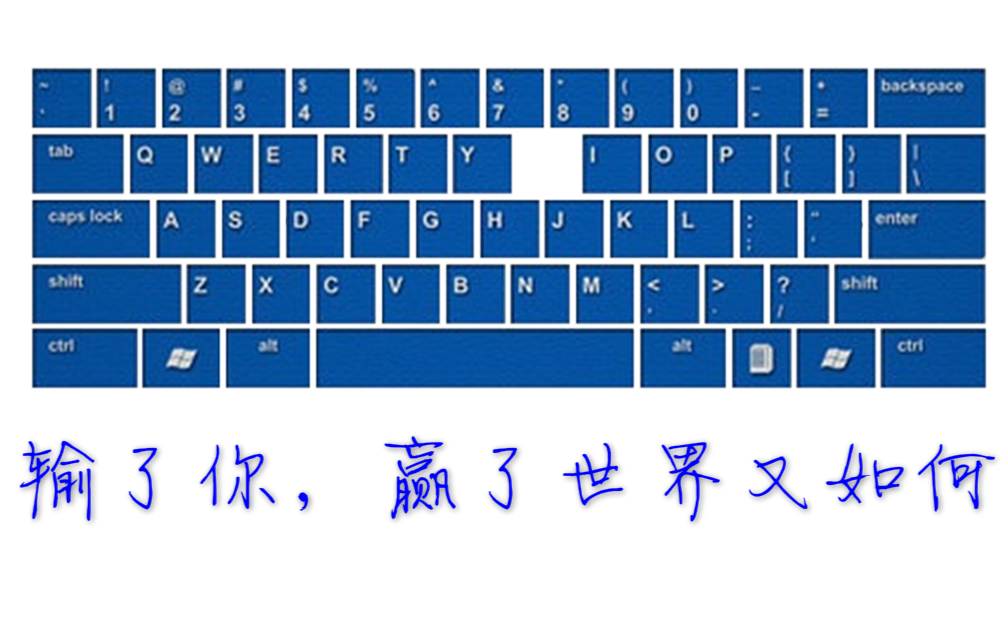 ~ ! @ # $ % ^ & * ( ) – + backspace
` 1 2 3 4 5 6 7 8 9 0 - =
tab Q W E R T Y I O P { } |
[ ] \
caps lock A S D F G H J K L : " enter
; '
shift Z X C V B N M < > ? shift
, . /
ctrl alt alt ctrl
输了你，赢了世界又如何